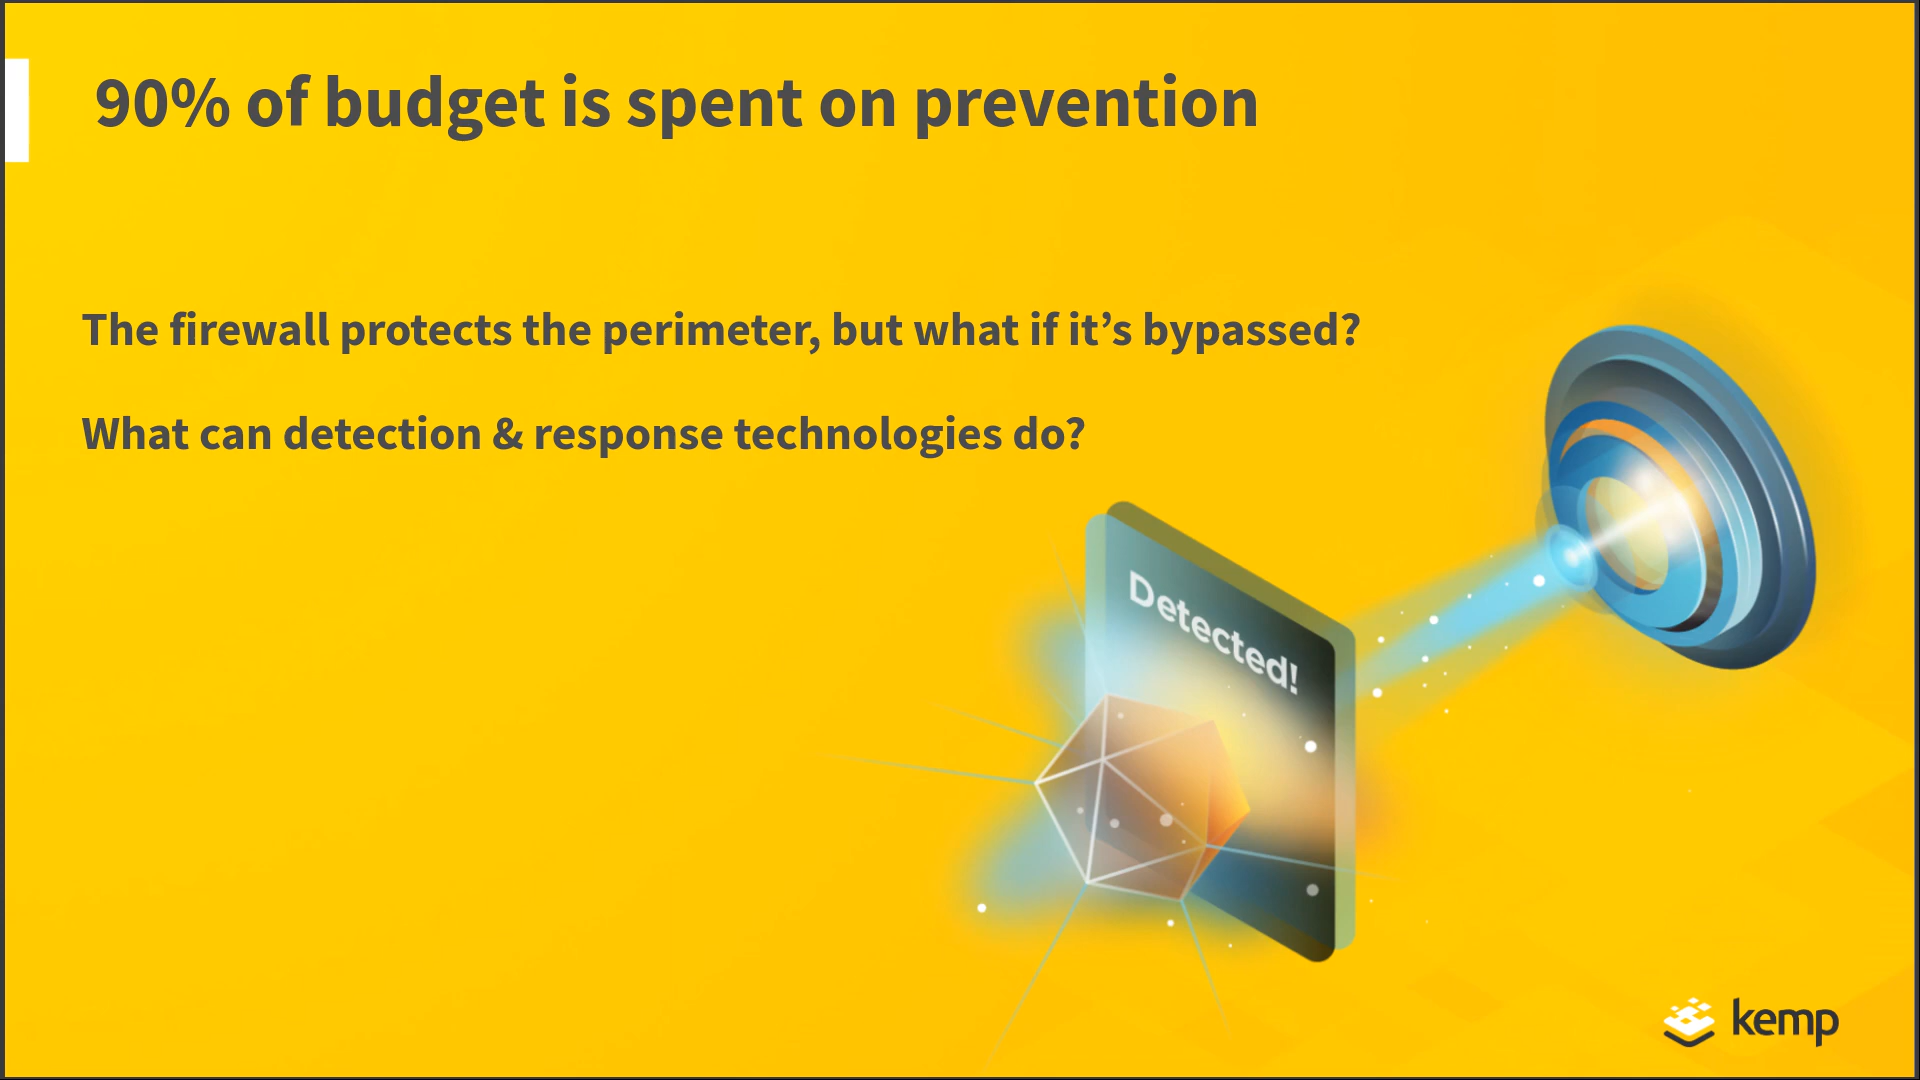 90% of budget is spent on prevention
The firewall protects the perimeter, but what if it’s bypassed?
What can detection & response technologies do?
Detected!
kemp